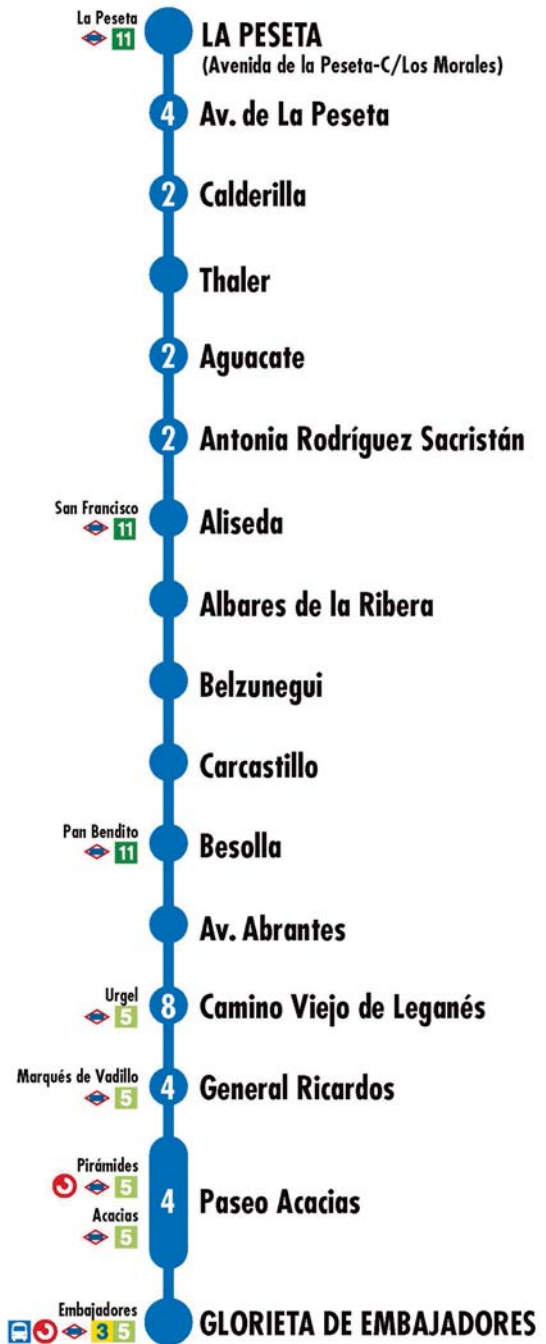 La Peseta
11
LA PESETA
(Avenida de la Peseta-C/Los Morales)
4 Av. de La Peseta
2 Calderilla
Thaler
2 Aguacate
2 Antonia Rodríguez Sacristán
San Francisco
11
Aliseda
Albares de la Ribera
Belzunegui
Carcastillo
Pan Bendito
11
Besolla
Av. Abrantes
Urgel
5
8 Camino Viejo de Leganés
Marqués de Vadillo
5
4 General Ricardos
Pirámides
5
Acacias
5
4 Paseo Acacias
Embajadores
3 5
GLORIETA DE EMBAJADORES